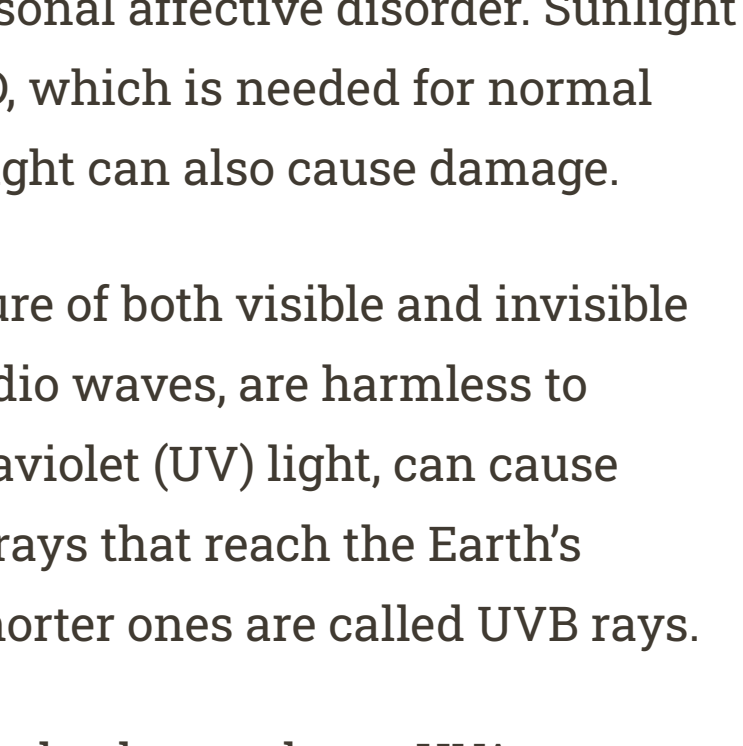 sonal affective disorder. Sunlight
D, which is needed for normal
ght can also cause damage.
ure of both visible and invisible
dio waves, are harmless to
aviolet (UV) light, can cause
rays that reach the Earth’s
horter ones are called UVB rays.